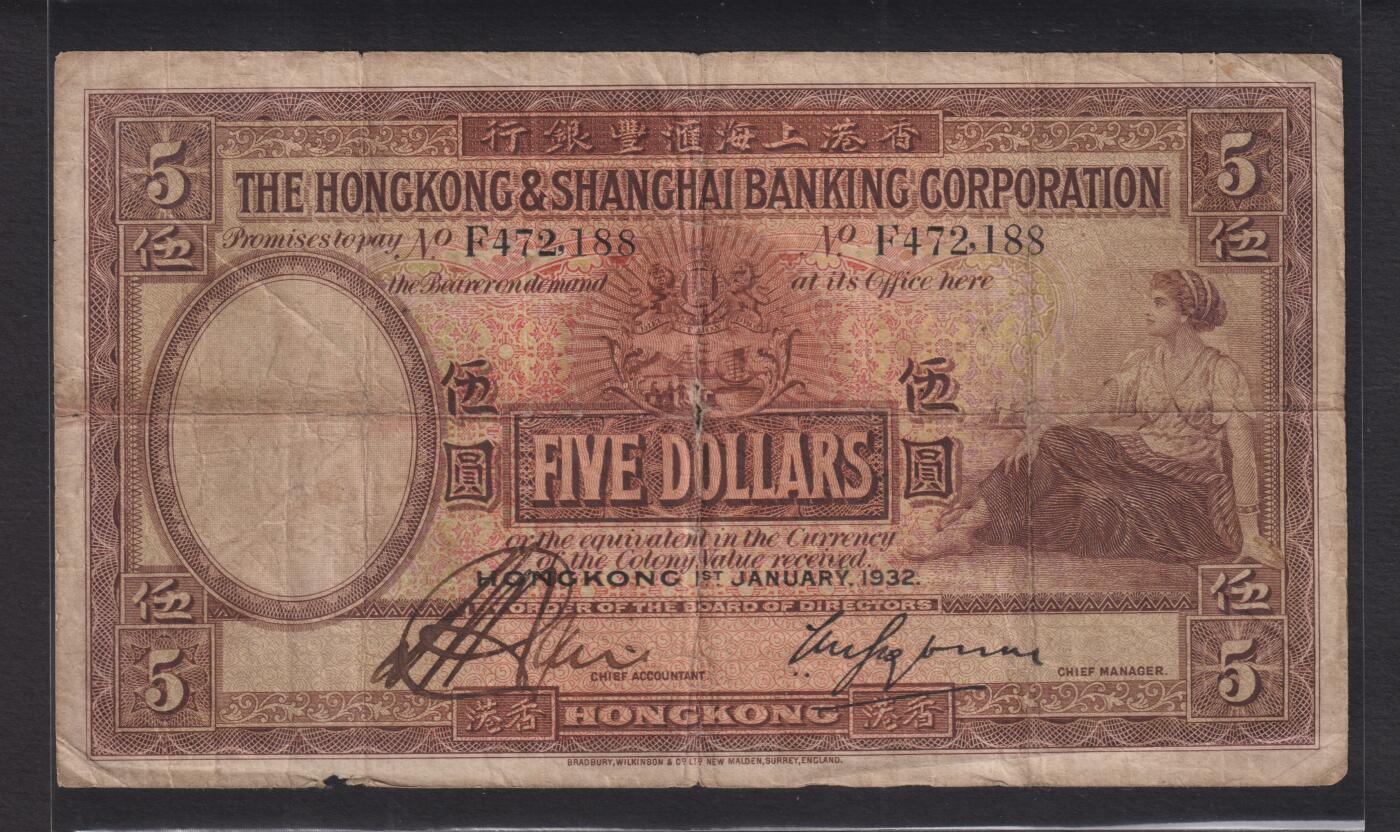 行銀豐滙海上港香
5 5
THE HONGKONG & SHANGHAI BANKING CORPORATION
伍 伍
Promises to pay No F472,188 No F472,188
the Bearer on demand at its Office here
伍圓 伍圓
FIVE DOLLARS
or the equivalent in the Currency
of the Colony Value received.
HONGKONG 1ST JANUARY. 1932.
伍 伍
ORDER OF THE BOARD OF DIRECTORS
5 5
CHIEF ACCOUNTANT CHIEF MANAGER.
港香 HONGKONG 港香
BRADBURY, WILKINSON & CO LTD NEW MALDEN, SURREY, ENGLAND.